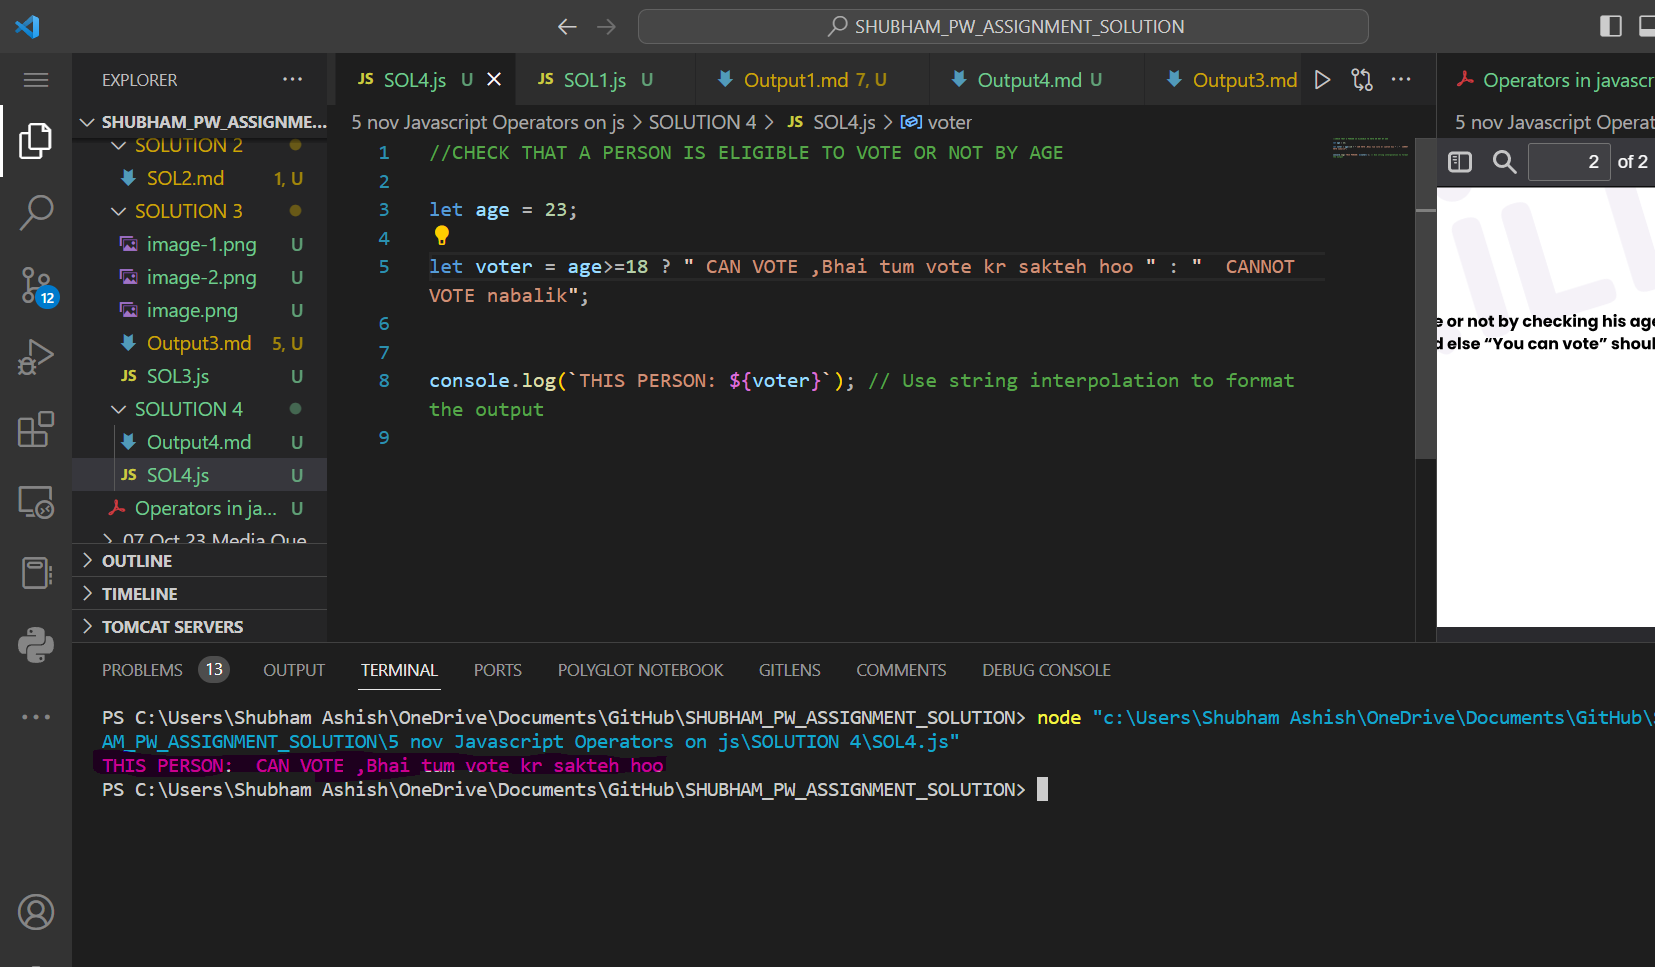 SHUBHAM_PW_ASSIGNMENT_SOLUTION
EXPLORER
SHUBHAM_PW_ASSIGNME...
SOLUTION 2
SOL2.md 1, U
SOLUTION 3
image-1.png U
image-2.png U
image.png U
Output3.md 5, U
JS SOL3.js U
SOLUTION 4
Output4.md U
JS SOL4.js U
Operators in ja... U
07 Oct 23 Media Que
OUTLINE
TIMELINE
TOMCAT SERVERS
12
JS SOL4.js U
JS SOL1.js U
Output1.md 7, U
Output4.md U
Output3.md
5 nov Javascript Operators on js > SOLUTION 4 > JS SOL4.js > voter
1 //CHECK THAT A PERSON IS ELIGIBLE TO VOTE OR NOT BY AGE
2
3 let age = 23;
4
5 let voter = age>=18 ? " CAN VOTE ,Bhai tum vote kr sakteh hoo " : "  CANNOT
VOTE nabalik";
6
7
8 console.log(`THIS PERSON: ${voter}`); // Use string interpolation to format
the output
9
Operators in javascr
5 nov Javascript Operat
2 of 2
e or not by checking his age
d else “You can vote” shoul
PROBLEMS 13 OUTPUT TERMINAL PORTS POLYGLOT NOTEBOOK GITLENS COMMENTS DEBUG CONSOLE
PS C:\Users\Shubham Ashish\OneDrive\Documents\GitHub\SHUBHAM_PW_ASSIGNMENT_SOLUTION> node "c:\Users\Shubham Ashish\OneDrive\Documents\GitHub\S
AM_PW_ASSIGNMENT_SOLUTION\5 nov Javascript Operators on js\SOLUTION 4\SOL4.js"
THIS PERSON:  CAN VOTE ,Bhai tum vote kr sakteh hoo
PS C:\Users\Shubham Ashish\OneDrive\Documents\GitHub\SHUBHAM_PW_ASSIGNMENT_SOLUTION>